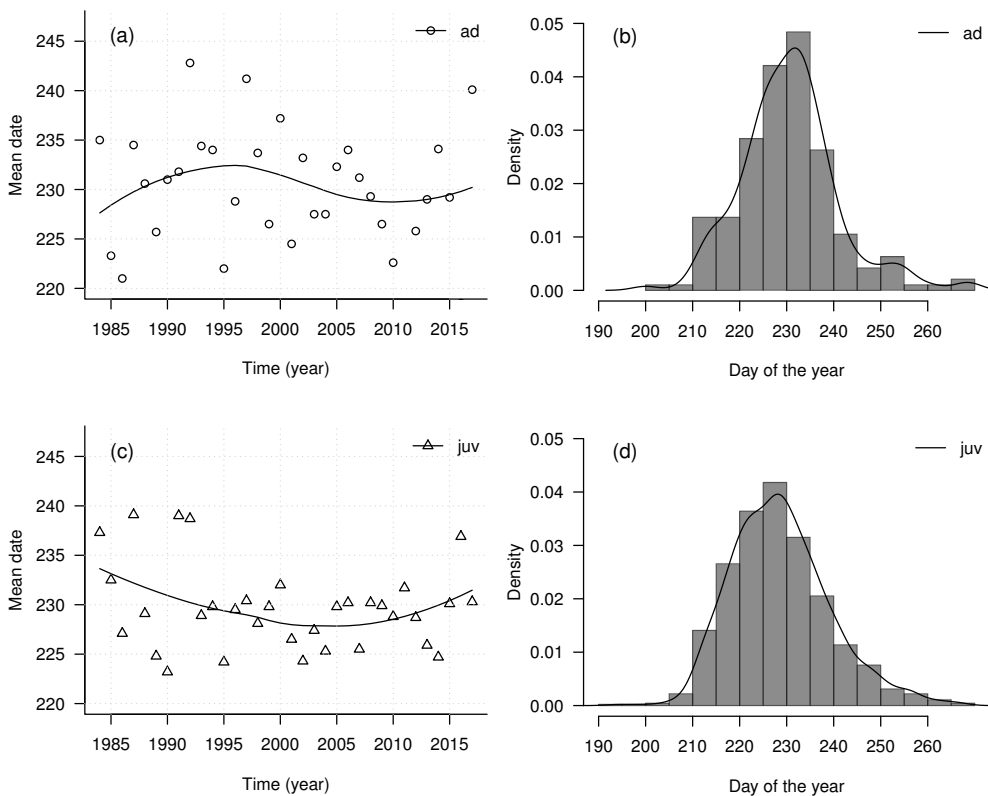 (a)
ad
245
240
235
230
225
220
Mean date
1985 1990 1995 2000 2005 2010 2015
Time (year)
(b)
ad
0.05
0.04
0.03
0.02
0.01
0.00
Density
190 200 210 220 230 240 250 260
Day of the year
(c)
juv
245
240
235
230
225
220
Mean date
1985 1990 1995 2000 2005 2010 2015
Time (year)
(d)
juv
0.05
0.04
0.03
0.02
0.01
0.00
Density
190 200 210 220 230 240 250 260
Day of the year